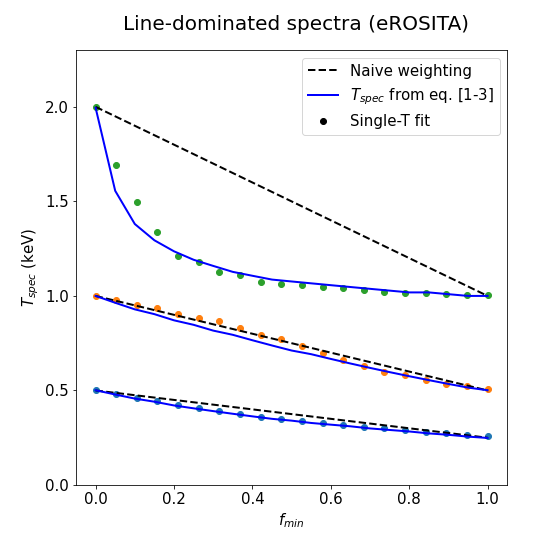 Line-dominated spectra (eROSITA)
Naive weighting
T_spec from eq. [1-3]
Single-T fit
T_spec (keV)
2.0
1.5
1.0
0.5
0.0
0.0 0.2 0.4 0.6 0.8 1.0
f_min